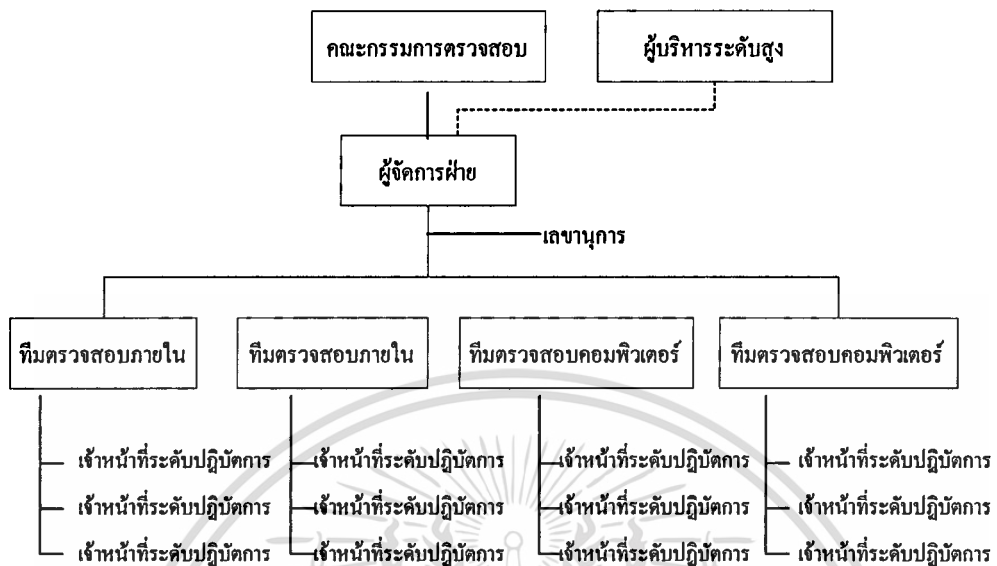 คณะกรรมการตรวจสอบ ผู้บริหารระดับสูง
ผู้จัดการฝ่าย
เลขานุการ
ทีมตรวจสอบภายใน ทีมตรวจสอบภายใน ทีมตรวจสอบคอมพิวเตอร์ ทีมตรวจสอบคอมพิวเตอร์
เจ้าหน้าที่ระดับปฏิบัตการ เจ้าหน้าที่ระดับปฏิบัตการ เจ้าหน้าที่ระดับปฏิบัตการ เจ้าหน้าที่ระดับปฏิบัตการ
เจ้าหน้าที่ระดับปฏิบัตการ เจ้าหน้าที่ระดับปฏิบัตการ เจ้าหน้าที่ระดับปฏิบัตการ เจ้าหน้าที่ระดับปฏิบัตการ
เจ้าหน้าที่ระดับปฏิบัตการ เจ้าหน้าที่ระดับปฏิบัตการ เจ้าหน้าที่ระดับปฏิบัตการ เจ้าหน้าที่ระดับปฏิบัตการ